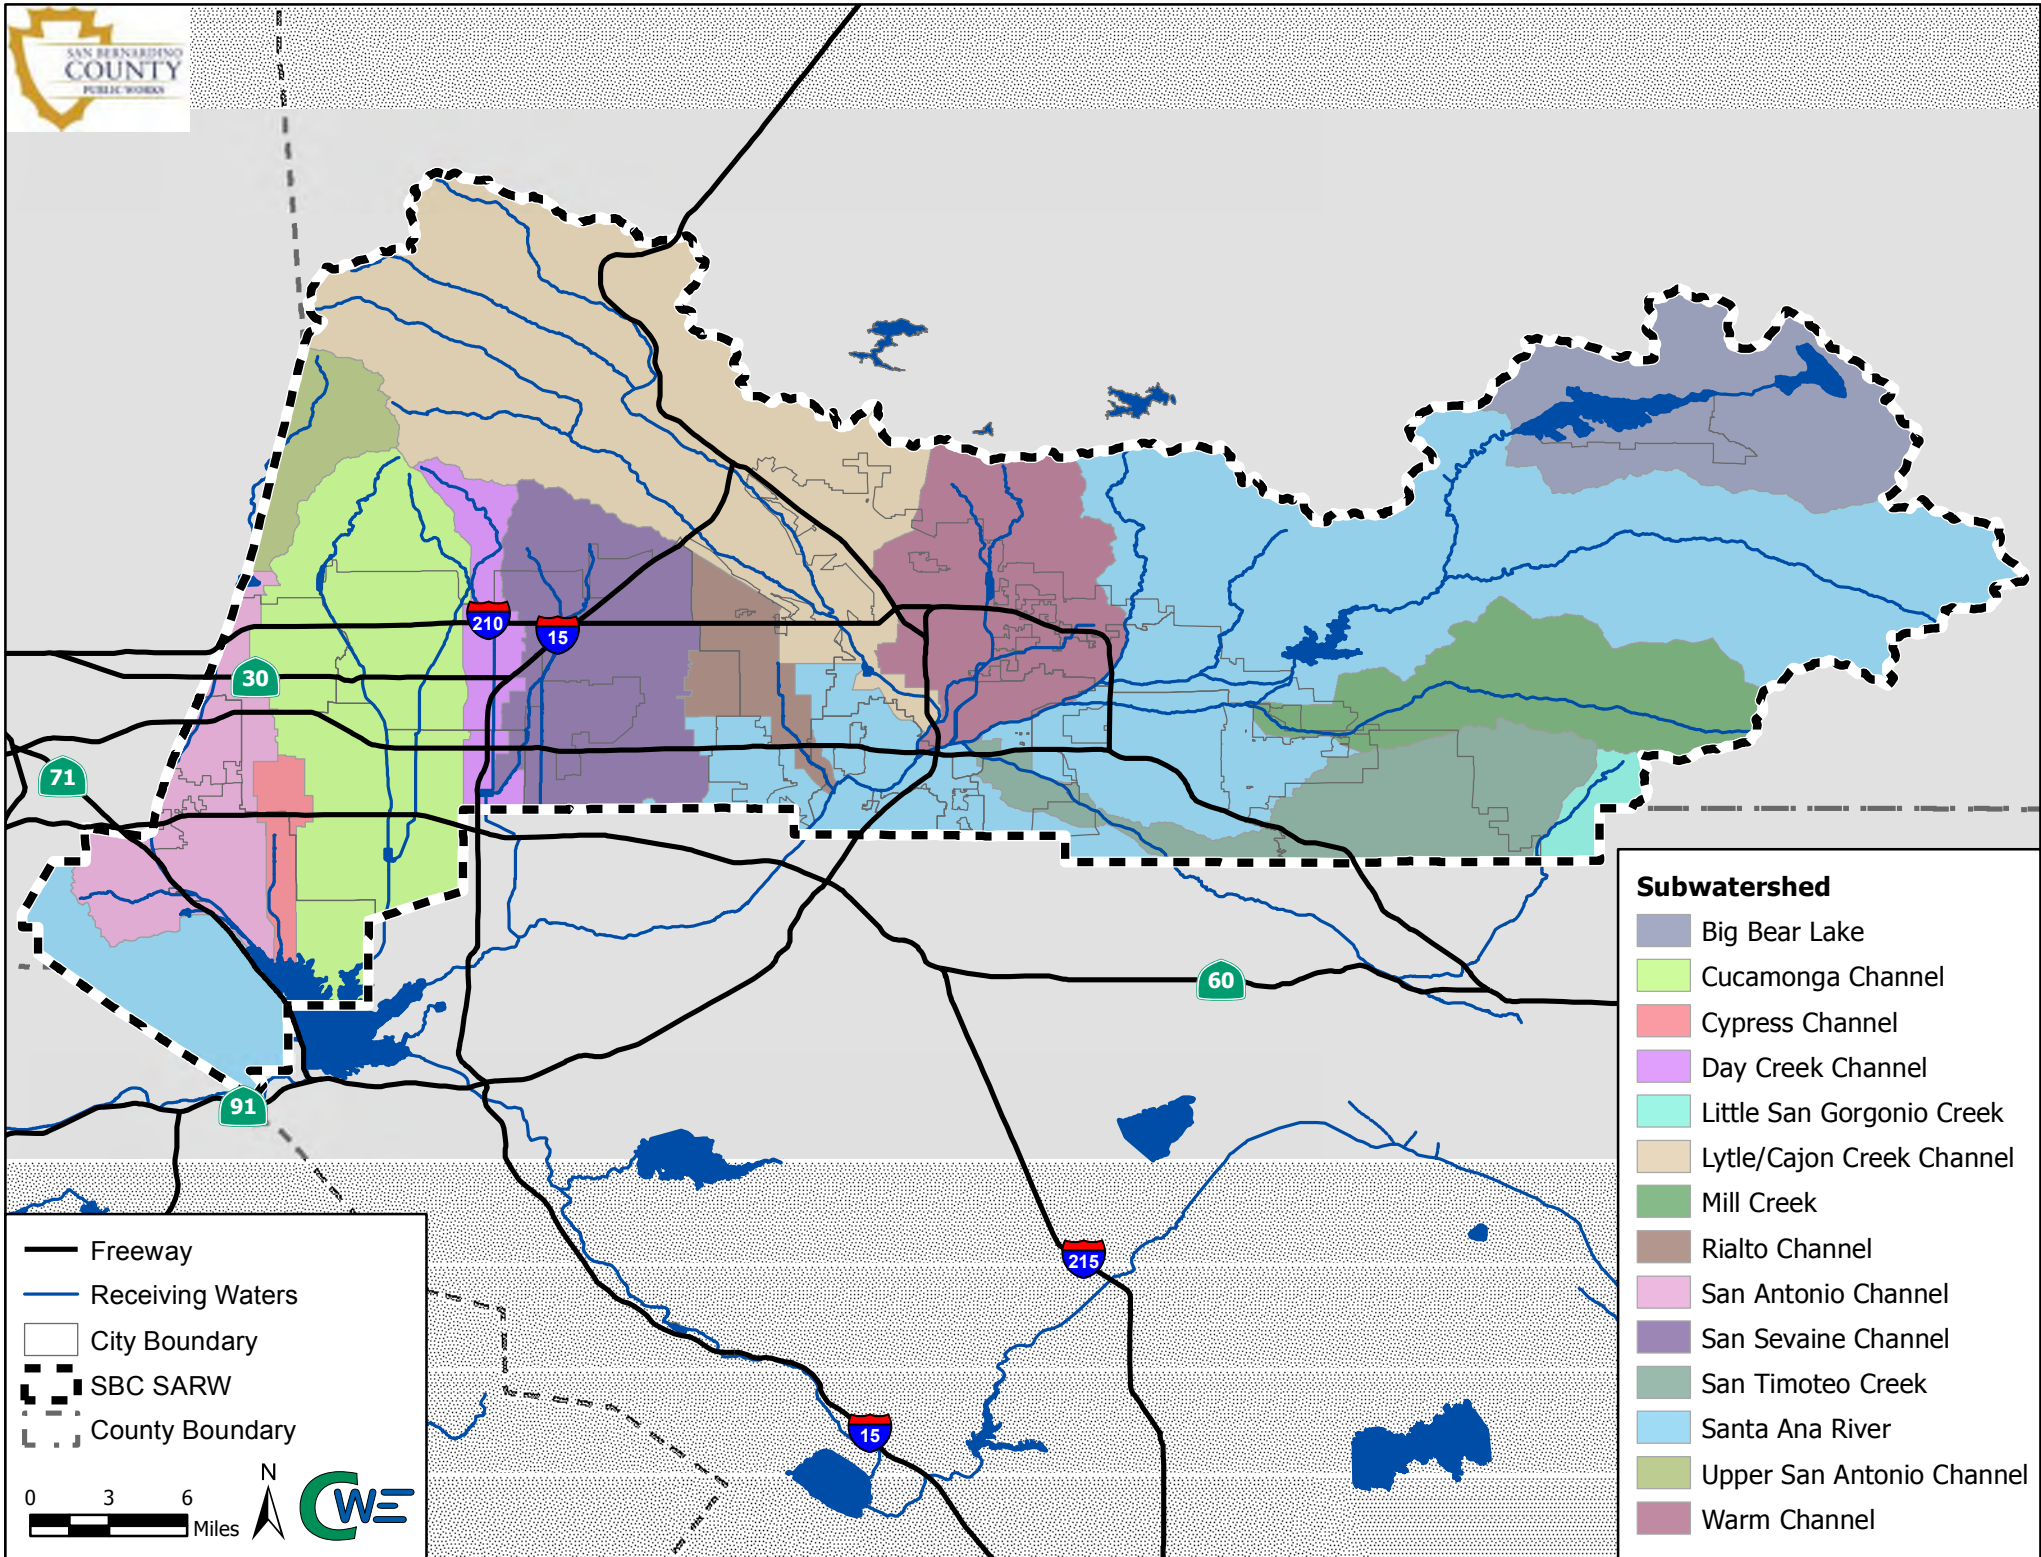 SAN BERNARDINO
COUNTY
PUBLIC WORKS
210
15
30
71
60
91
215
15
Subwatershed
Big Bear Lake
Cucamonga Channel
Cypress Channel
Day Creek Channel
Little San Gorgonio Creek
Lytle/Cajon Creek Channel
Mill Creek
Rialto Channel
San Antonio Channel
San Sevaine Channel
San Timoteo Creek
Santa Ana River
Upper San Antonio Channel
Warm Channel
Freeway
Receiving Waters
City Boundary
SBC SARW
County Boundary
0 3 6
Miles
N
CWE